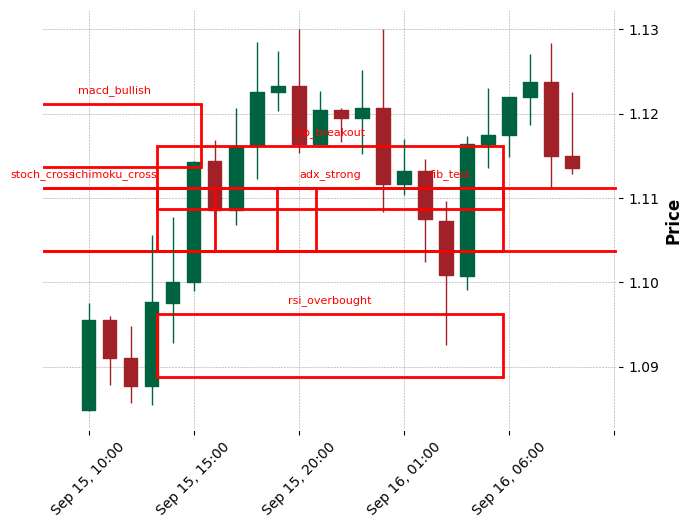 1.13
macd_bullish
1.12
bb_breakout
stoch_cross
ichimoku_cross
adx_strong
fib_test
1.11
Price
1.10
rsi_overbought
1.09
Sep 15, 10:00
Sep 15, 15:00
Sep 15, 20:00
Sep 16, 01:00
Sep 16, 06:00